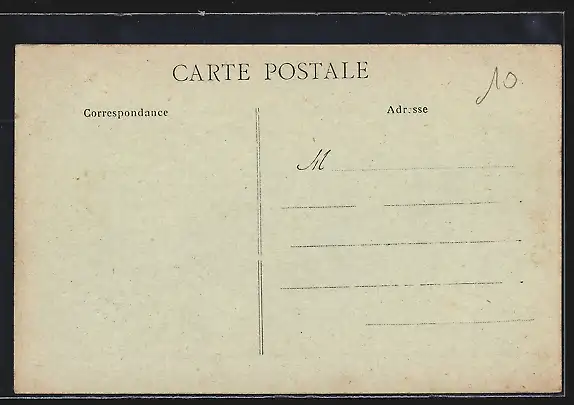 CARTE POSTALE
10
Correspondance
Adresse
M